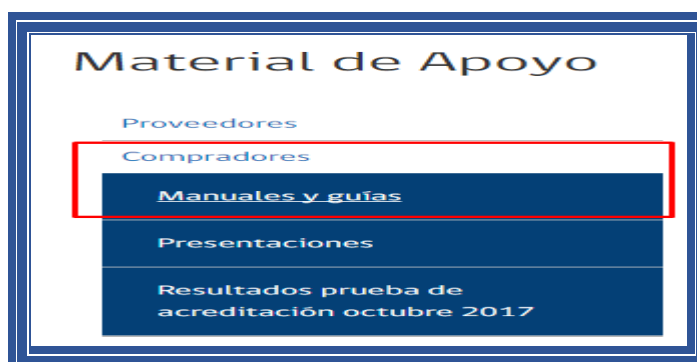 Material de Apoyo
Proveedores
Compradores
Manuales y guías
Presentaciones
Resultados prueba de
acreditación octubre 2017